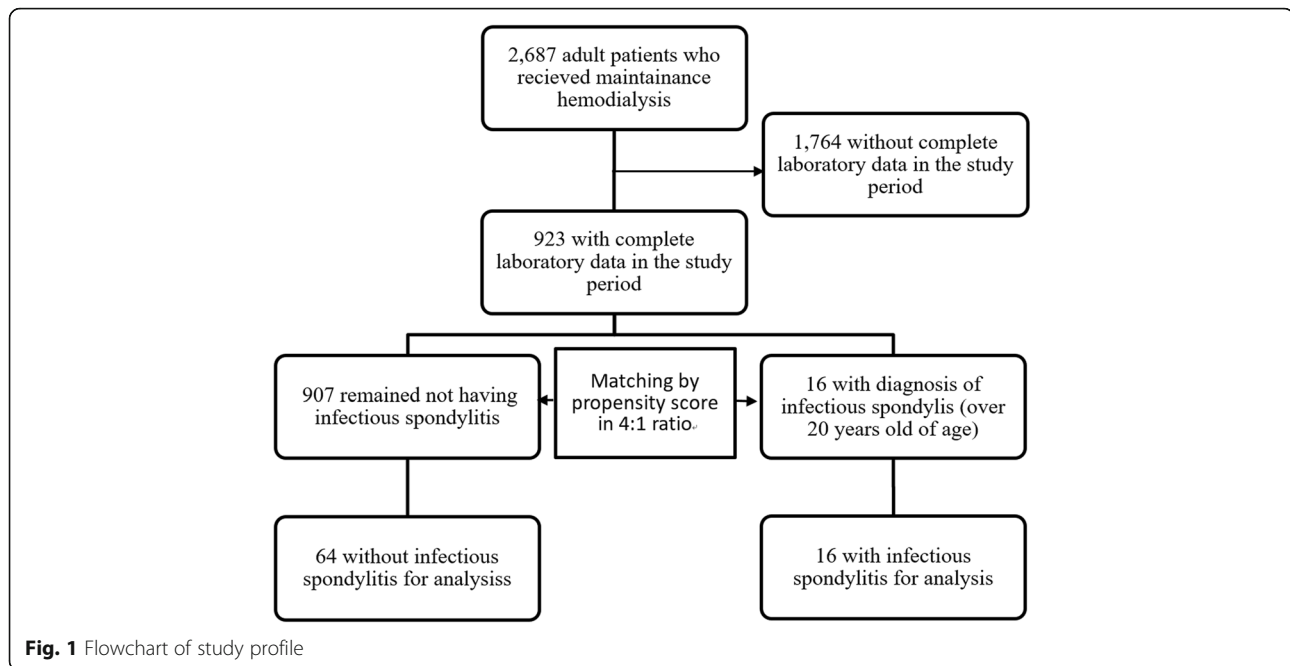 2,687 adult patients who
recieved maintainance
hemodialysis
1,764 without complete
laboratory data in the study
period
923 with complete
laboratory data in the study
period
907 remained not having
infectious spondylitis
Matching by
propensity score
in 4:1 ratio.
16 with diagnosis of
infectious spondylis (over
20 years old of age)
64 without infectious
spondylitis for analysiss
16 with infectious
spondylitis for analysis
Fig. 1 Flowchart of study profile